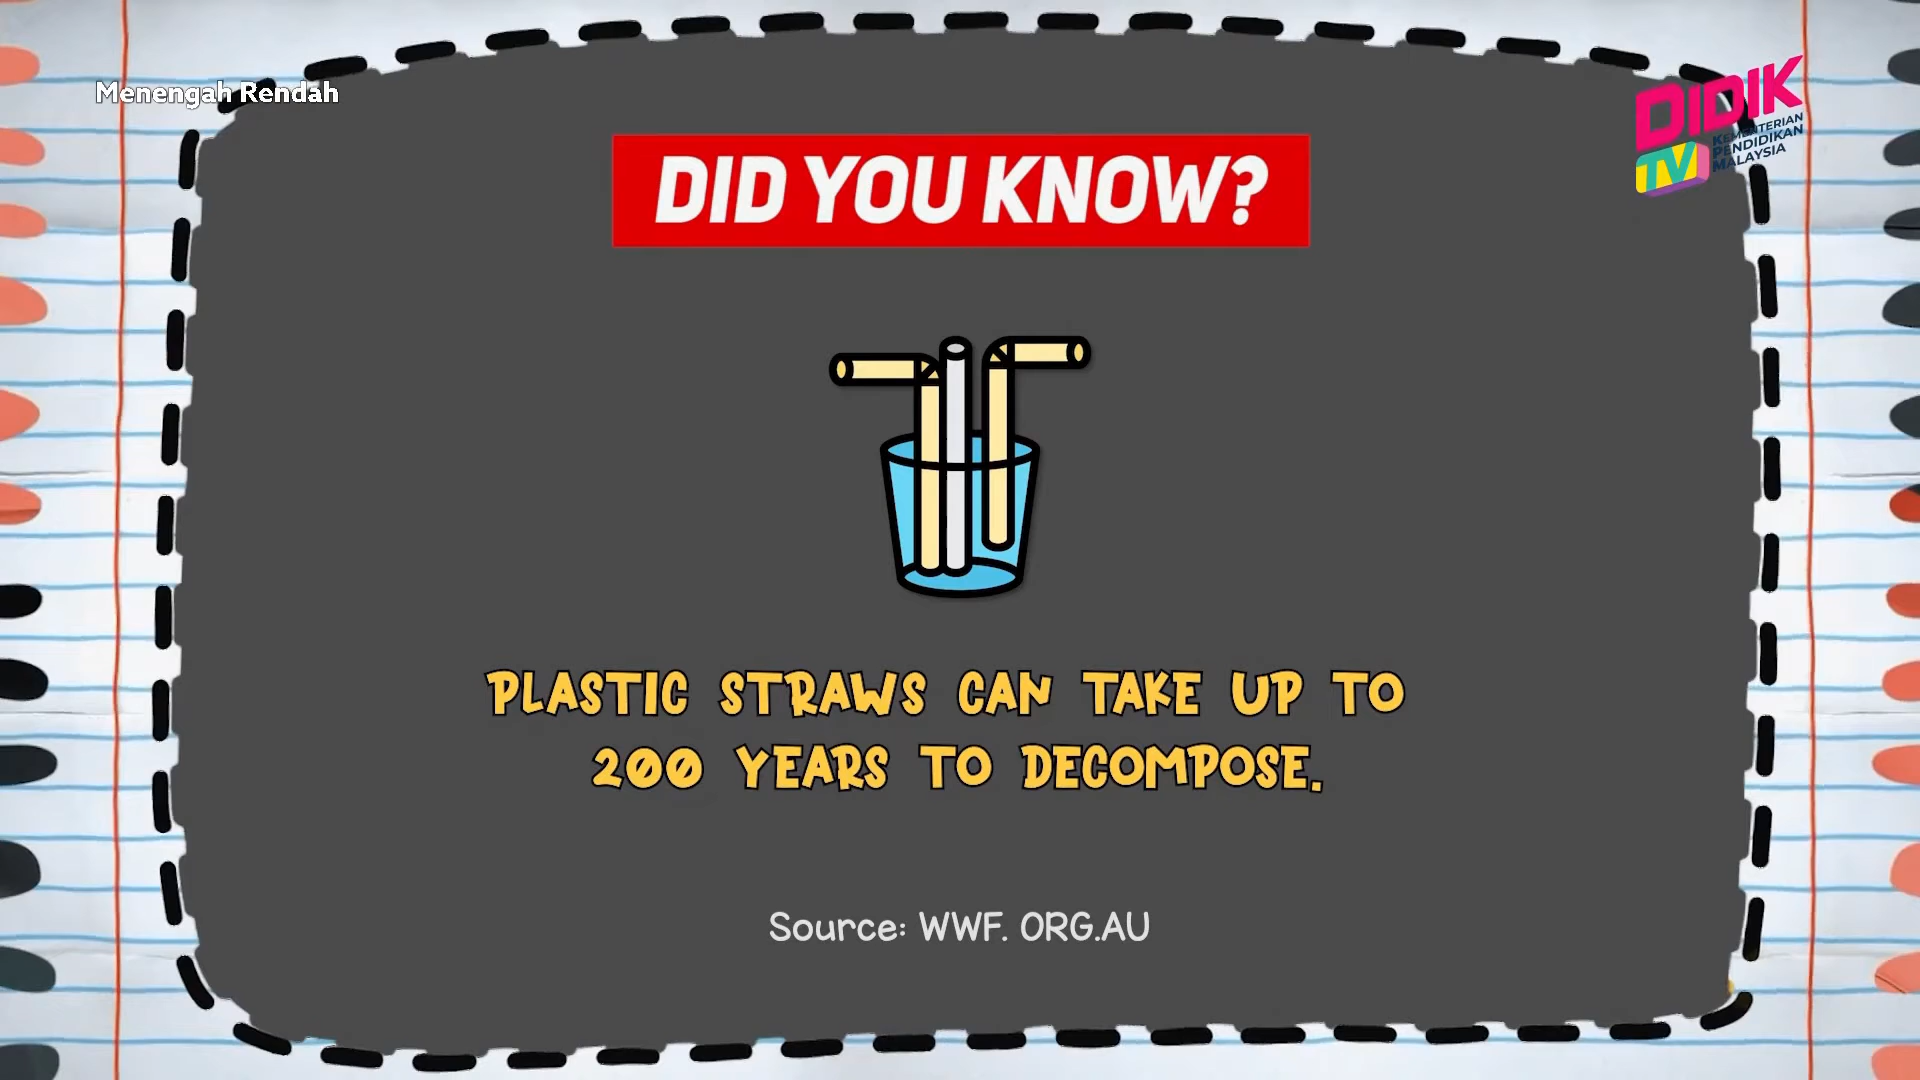 Menengah Rendah
DIDIK
TV
KEMENTERIAN
PENDIDIKAN
MALAYSIA
DID YOU KNOW?
PLASTIC STRAWS CAN TAKE UP TO
200 YEARS TO DECOMPOSE.
Source: WWF. ORG.AU